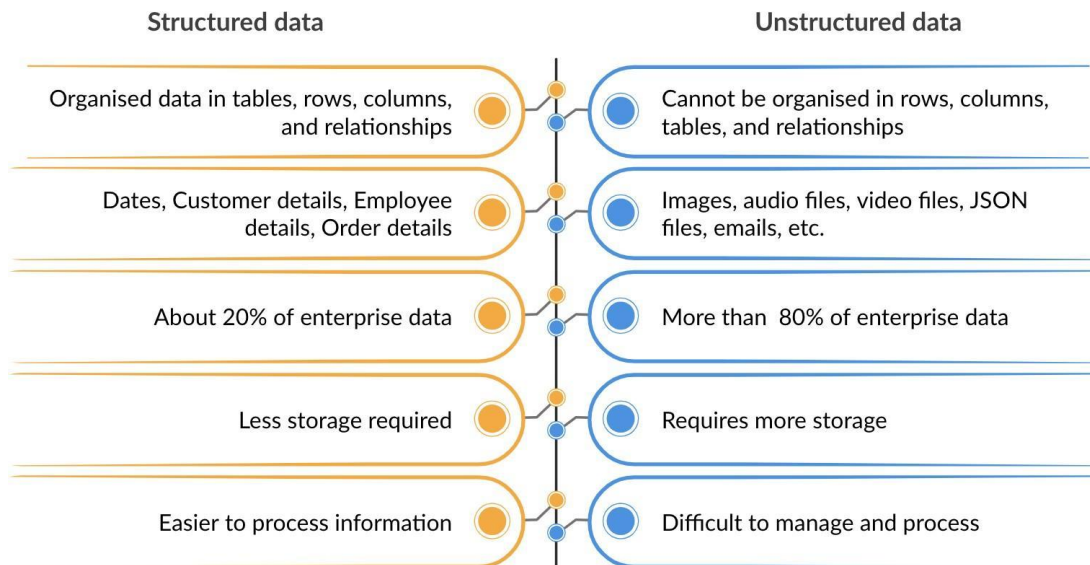 Structured data
Unstructured data
Organised data in tables, rows, columns,
and relationships
Cannot be organised in rows, columns,
tables, and relationships
Dates, Customer details, Employee
details, Order details
Images, audio files, video files, JSON
files, emails, etc.
About 20% of enterprise data
More than  80% of enterprise data
Less storage required
Requires more storage
Easier to process information
Difficult to manage and process